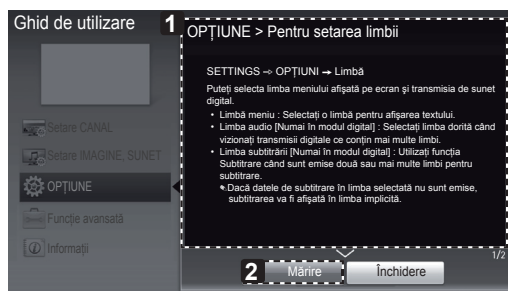 Ghid de utilizare
1
OPȚIUNE > Pentru setarea limbii
SETTINGS ⇨ OPȚIUNI ➙ Limbă
Puteți selecta limba meniului afișată pe ecran și transmisia de sunet
digital.
• Limbă meniu : Selectați o limbă pentru afișarea textului.
• Limba audio [Numai în modul digital] : Selectați limba dorită când
vizionați transmisii digitale ce conțin mai multe limbi.
• Limba subtitrării [Numai în modul digital] : Utilizați funcția
Subtitrare când sunt emise două sau mai multe limbi pentru
subtitrare.
Dacă datele de subtitrare în limba selectată nu sunt emise,
subtitrarea va fi afișată în limba implicită.
Setare CANAL
Setare IMAGINE, SUNET
OPȚIUNE
Funcție avansată
Informații
1/2
2
Mărire
Închidere